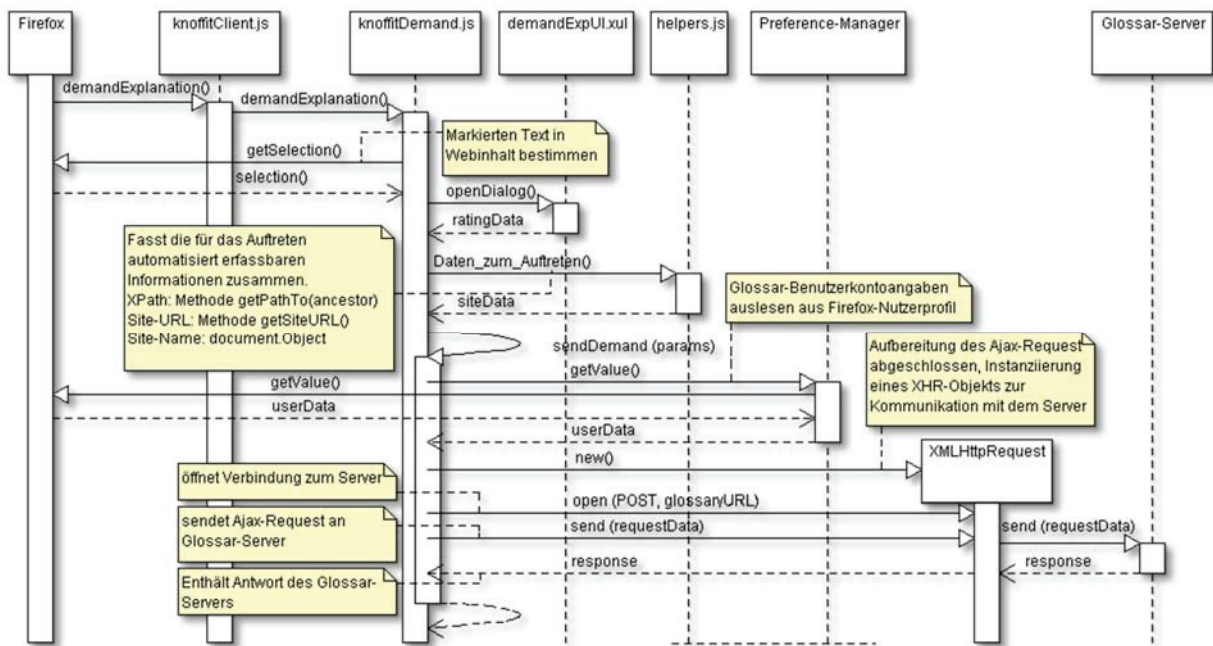 Firefox
knoffitClient.js
knoffitDemand.js
demandExpUI.xul
helpers.js
Preference-Manager
Glossar-Server
demandExplanation()
demandExplanation()
Markierten Text in
Webinhalt bestimmen
getSelection()
selection()
openDialog()
ratingData
Fasst die für das Auftreten
automatisiert erfassbaren
Informationen zusammen.
XPath: Methode getPathTo(ancestor)
Site-URL: Methode getSiteURL()
Site-Name: document.Object
Daten_zum_Auftreten()
siteData
Glossar-Benutzerkontoangaben
auslesen aus Firefox-Nutzerprofil
sendDemand (params)
Aufbereitung des Ajax-Request
abgeschlossen, Instanziierung
eines XHR-Objekts zur
Kommunikation mit dem Server
getValue()
getValue()
userData
userData
new()
XMLHttpRequest
öffnet Verbindung zum Server
open (POST, glossaryURL)
sendet Ajax-Request an
Glossar-Server
send (requestData)
send (requestData)
response
response
Enthält Antwort des Glossar-
Servers